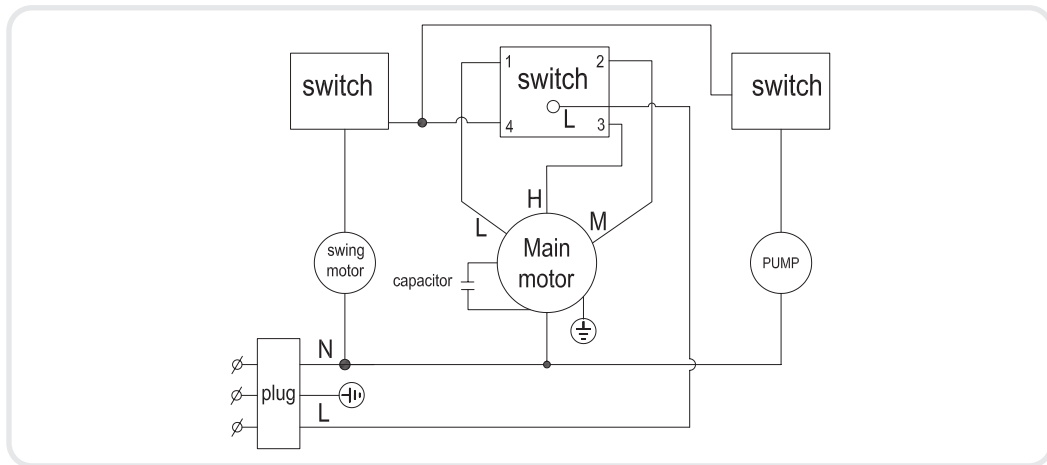 1
2
switch
switch
switch
L
4
3
H
L
M
swing
motor
Main
motor
PUMP
capacitor
N
plug
L